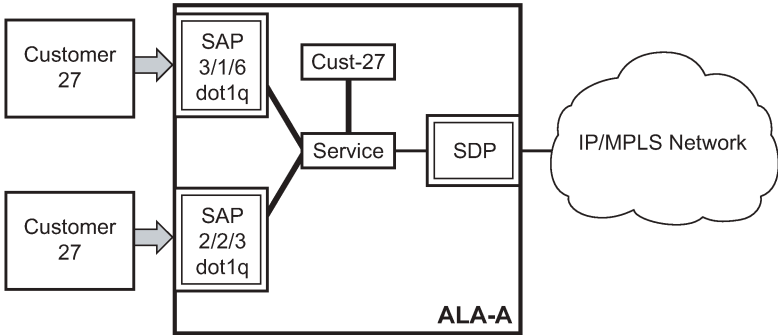 Customer
27
SAP
3/1/6
dot1q
Cust-27
Service
SDP
IP/MPLS Network
Customer
27
SAP
2/2/3
dot1q
ALA-A